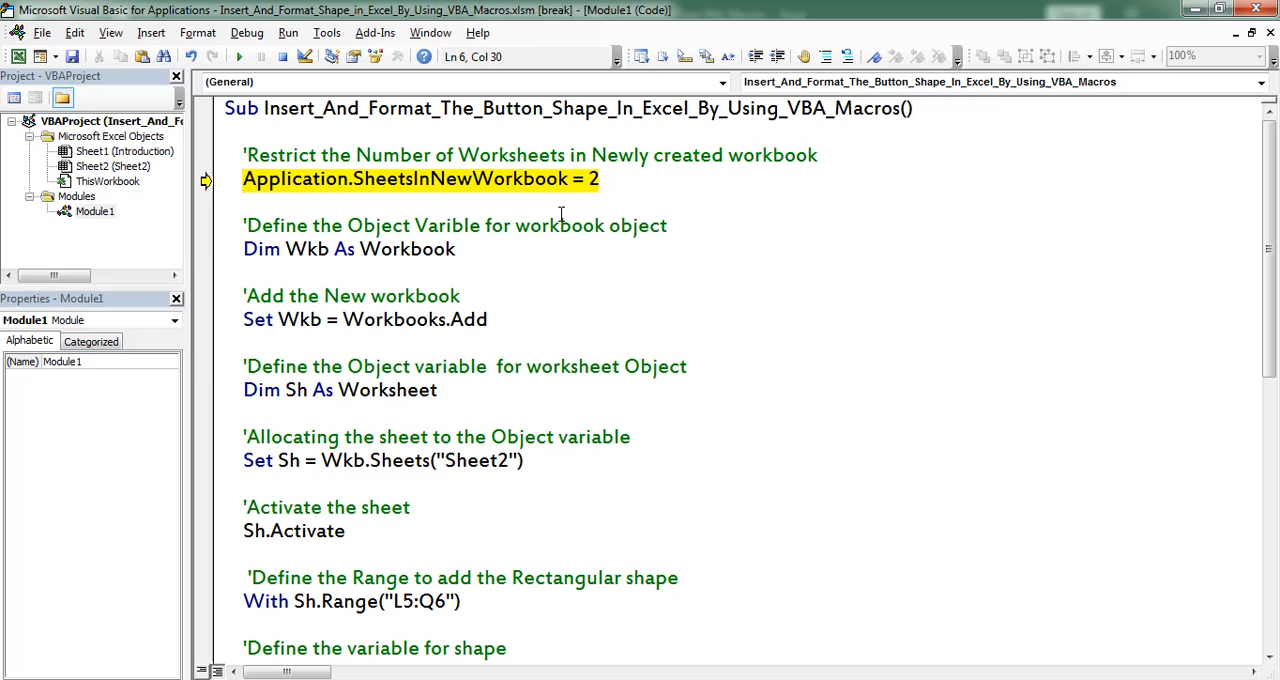 Microsoft Visual Basic for Applications - Insert_And_Format_Shape_in_Excel_By_Using_VBA_Macros.xlsm [break] - [Module1 (Code)]
File Edit View Insert Format Debug Run Tools Add-Ins Window Help
Ln 6, Col 30
100%
Project - VBAProject
(General)
Insert_And_Format_The_Button_Shape_In_Excel_By_Using_VBA_Macros
VBAProject (Insert_And_Fo
Microsoft Excel Objects
Sheet1 (Introduction)
Sheet2 (Sheet2)
ThisWorkbook
Modules
Module1
Properties - Module1
Module1 Module
Alphabetic Categorized
(Name) Module1
Sub Insert_And_Format_The_Button_Shape_In_Excel_By_Using_VBA_Macros()
'Restrict the Number of Worksheets in Newly created workbook
Application.SheetsInNewWorkbook = 2
'Define the Object Varible for workbook object
Dim Wkb As Workbook
'Add the New workbook
Set Wkb = Workbooks.Add
'Define the Object variable  for worksheet Object
Dim Sh As Worksheet
'Allocating the sheet to the Object variable
Set Sh = Wkb.Sheets("Sheet2")
'Activate the sheet
Sh.Activate
'Define the Range to add the Rectangular shape
With Sh.Range("L5:Q6")
'Define the variable for shape